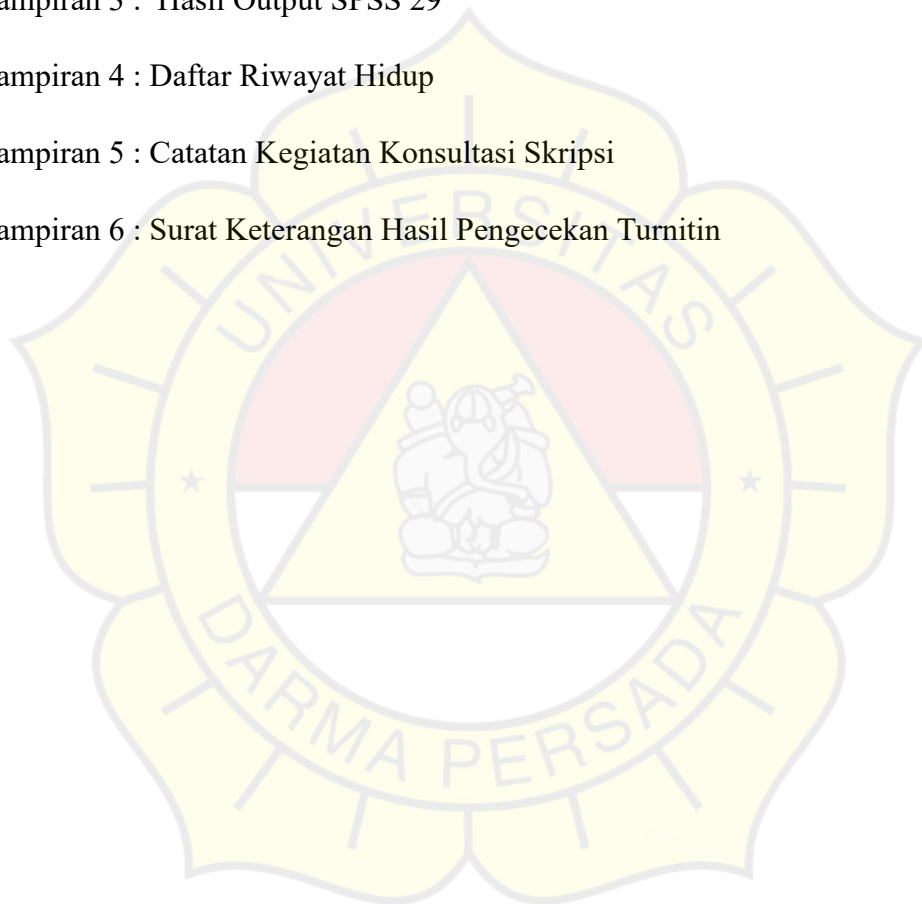 ampiran 3 : Hasil Output SPSS 29
ampiran 4 : Daftar Riwayat Hidup
ampiran 5 : Catatan Kegiatan Konsultasi Skripsi
ampiran 6 : Surat Keterangan Hasil Pengecekan Turnitin
UNIVERSITAS
DARMA PERSADA